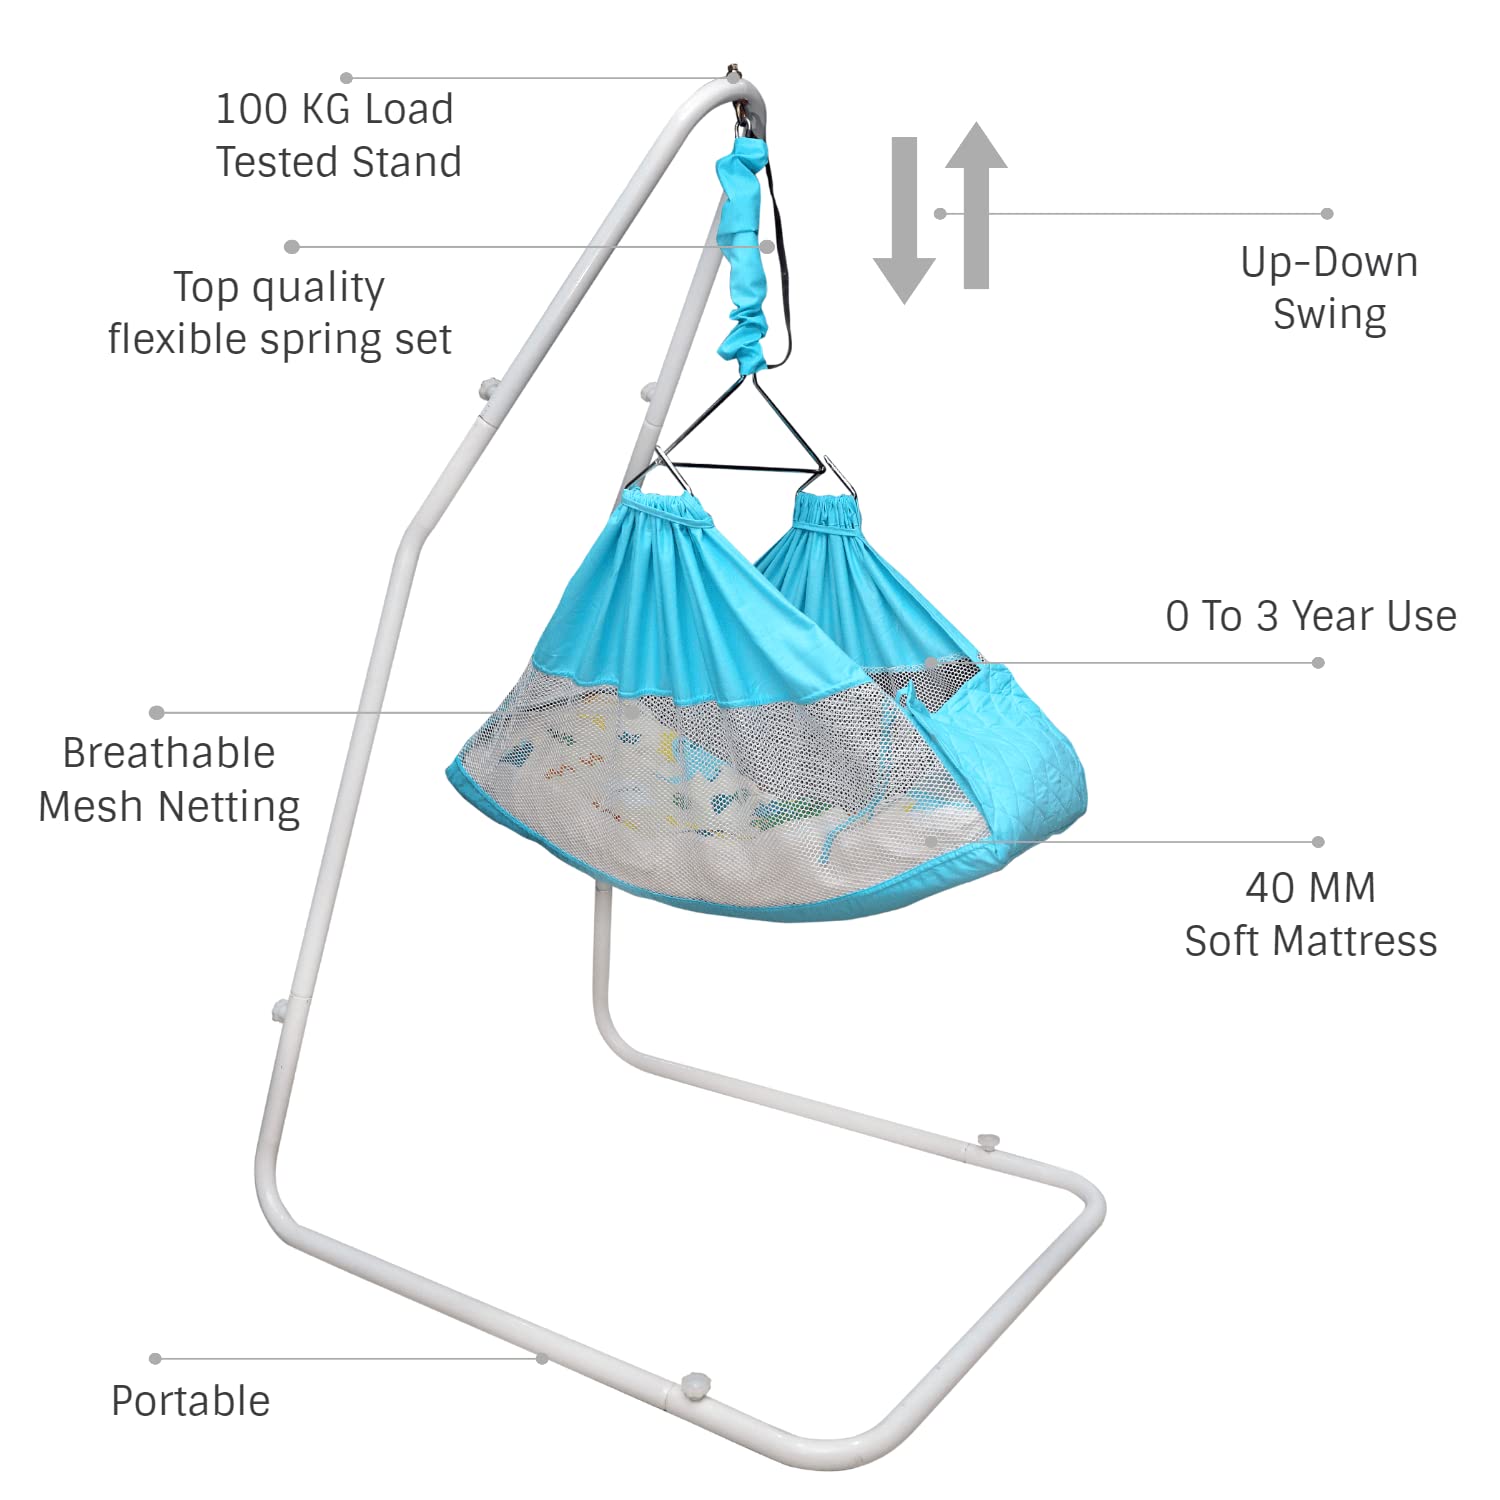 100 KG Load
Tested Stand
Top quality
flexible spring set
Up-Down
Swing
0 To 3 Year Use
Breathable
Mesh Netting
40 MM
Soft Mattress
Portable